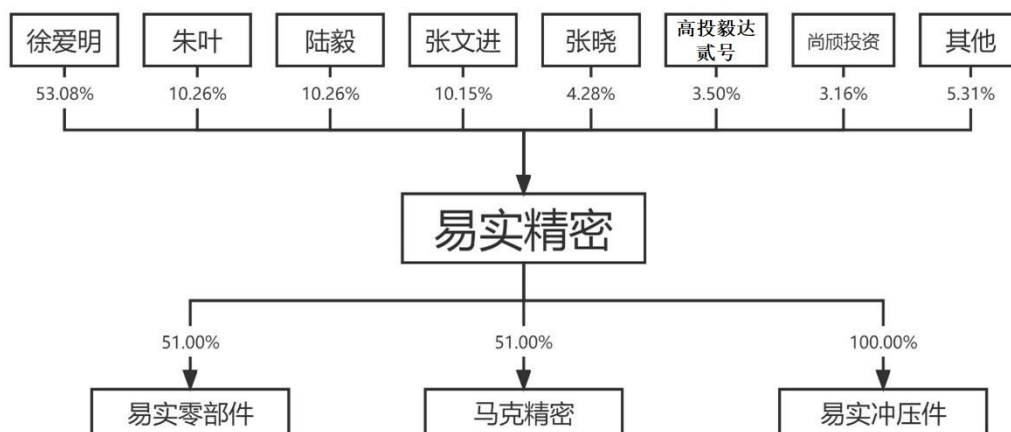 徐爱明 朱叶 陆毅 张文进 张晓 高投毅达 尚颀投资 其他
贰号
53.08% 10.26% 10.26% 10.15% 4.28% 3.50% 3.16% 5.31%
易实精密
51.00% 51.00% 100.00%
易实零部件 马克精密 易实冲压件